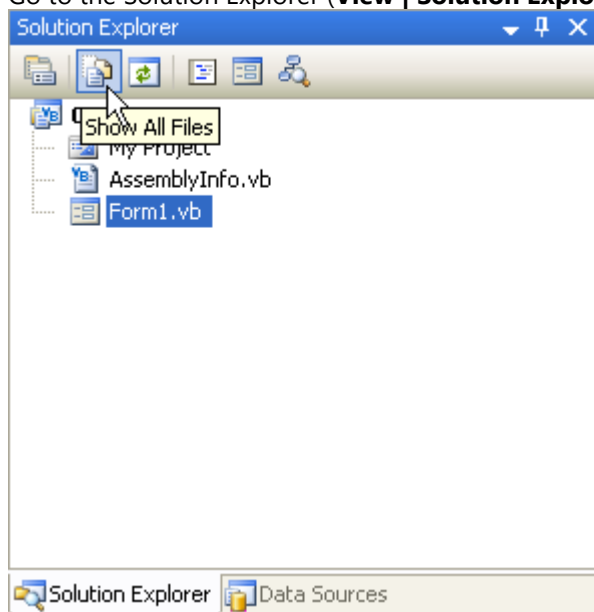 Go to the Solution Explorer (View | Solution Explo
Solution Explorer
Show All Files
My Project
AssemblyInfo.vb
Form1.vb
Solution Explorer Data Sources